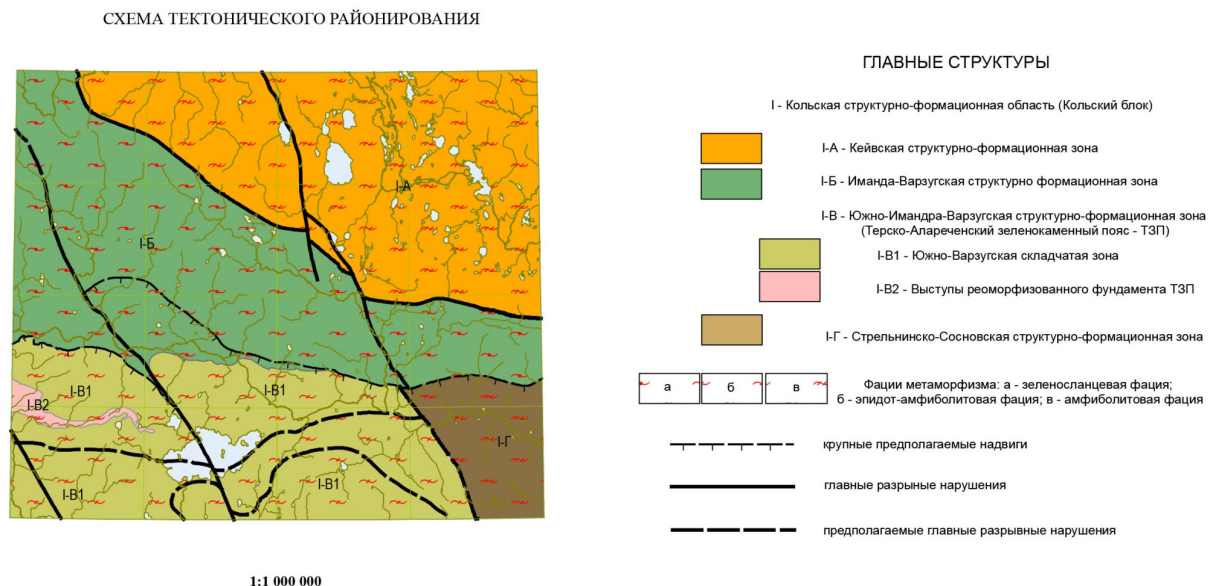 СХЕМА ТЕКТОНИЧЕСКОГО РАЙОНИРОВАНИЯ
I-А
I-Б
I-В1
I-В1
I-В2
I-Г
I-В1
I-В1
1:1 000 000
ГЛАВНЫЕ СТРУКТУРЫ
I - Кольская структурно-формационная область (Кольский блок)
I-А - Кейвская структурно-формационная зона
I-Б - Иманда-Варзугская структурно формационная зона
I-В - Южно-Имандра-Варзугская структурно-формационная зона
(Терско-Алареченский зеленокаменный пояс - ТЗП)
I-В1 - Южно-Варзугская складчатая зона
I-В2 - Выступы реоморфизованного фундамента ТЗП
I-Г - Стрельнинско-Сосновская структурно-формационная зона
а б в
Фации метаморфизма: а - зеленосланцевая фация;
б - эпидот-амфиболитовая фация; в - амфиболитовая фация
крупные предполагаемые надвиги
главные разрыные нарушения
предполагаемые главные разрывные нарушения